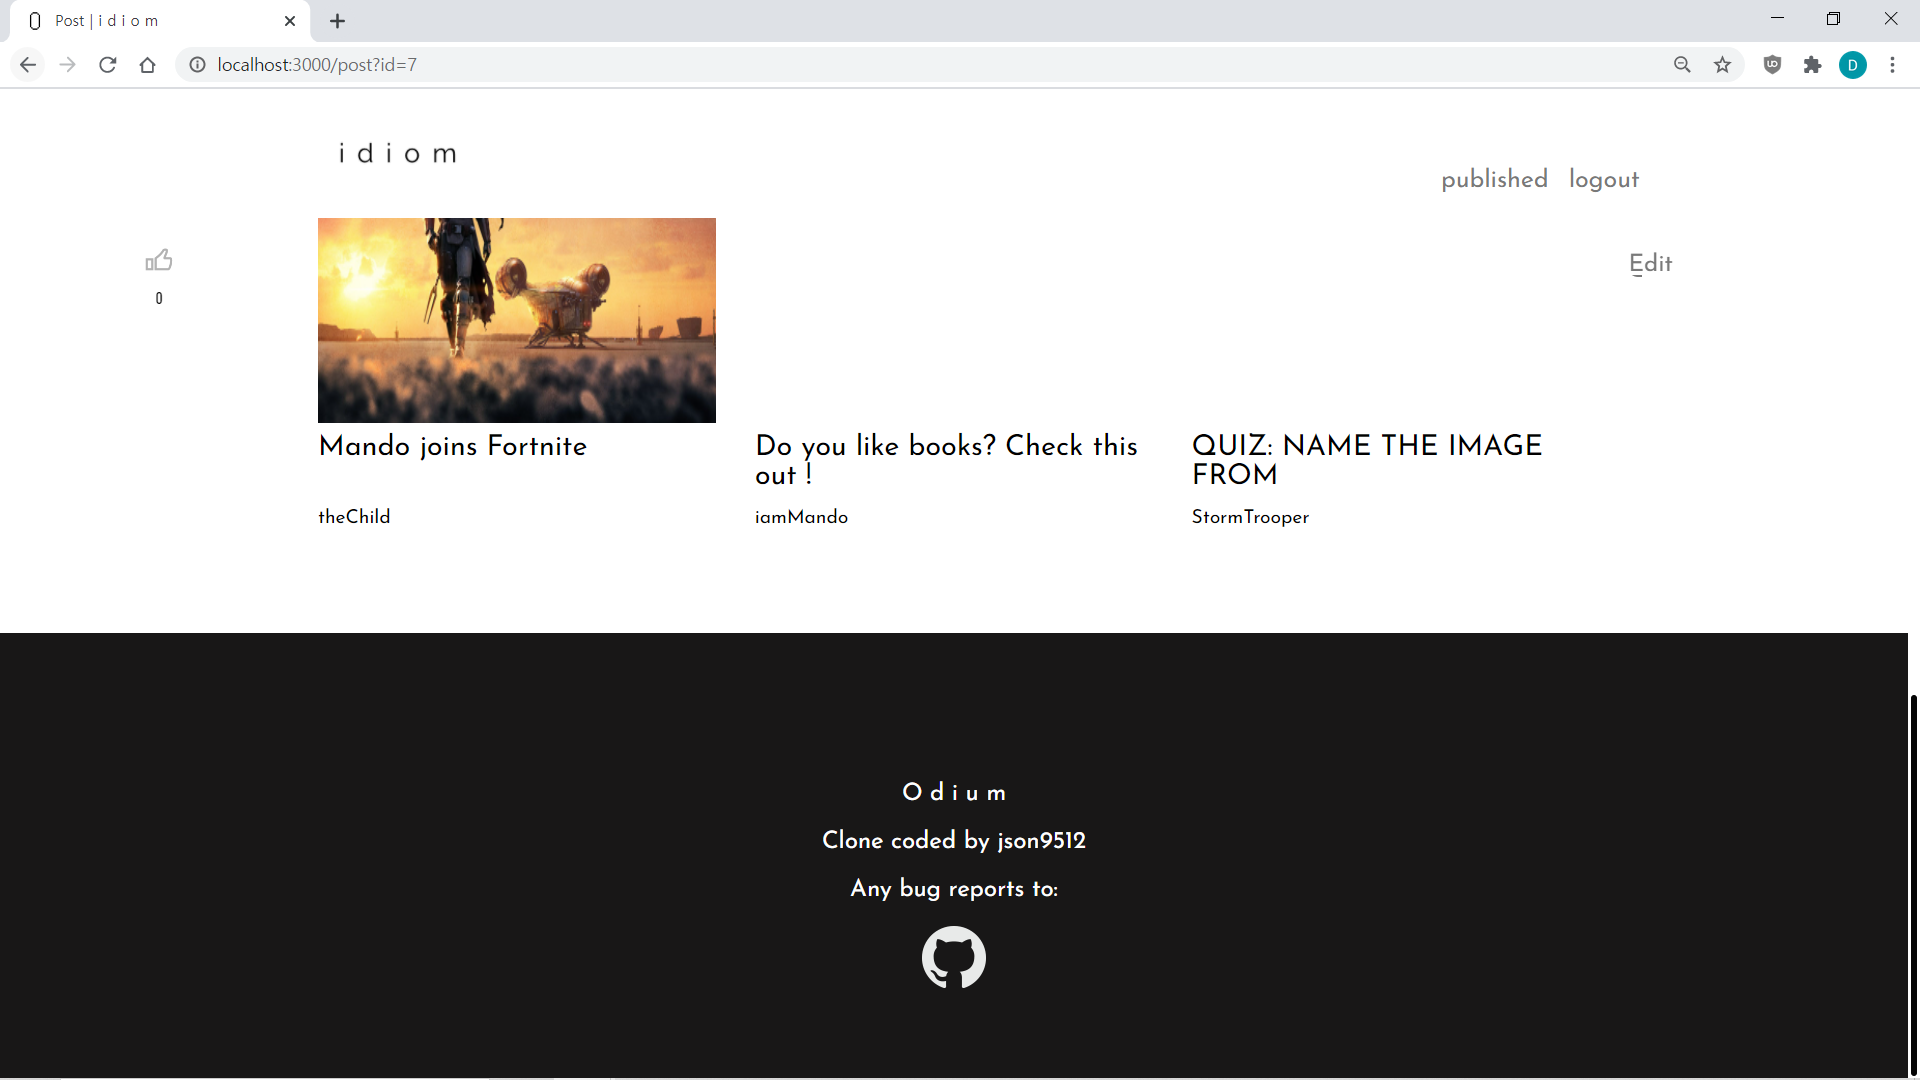 Post | i d i o m
localhost:3000/post?id=7
D
i d i o m
published logout
Edit
0
Mando joins Fortnite
theChild
Do you like books? Check this
out !
iamMando
QUIZ: NAME THE IMAGE
FROM
StormTrooper
O d i u m
Clone coded by json9512
Any bug reports to: